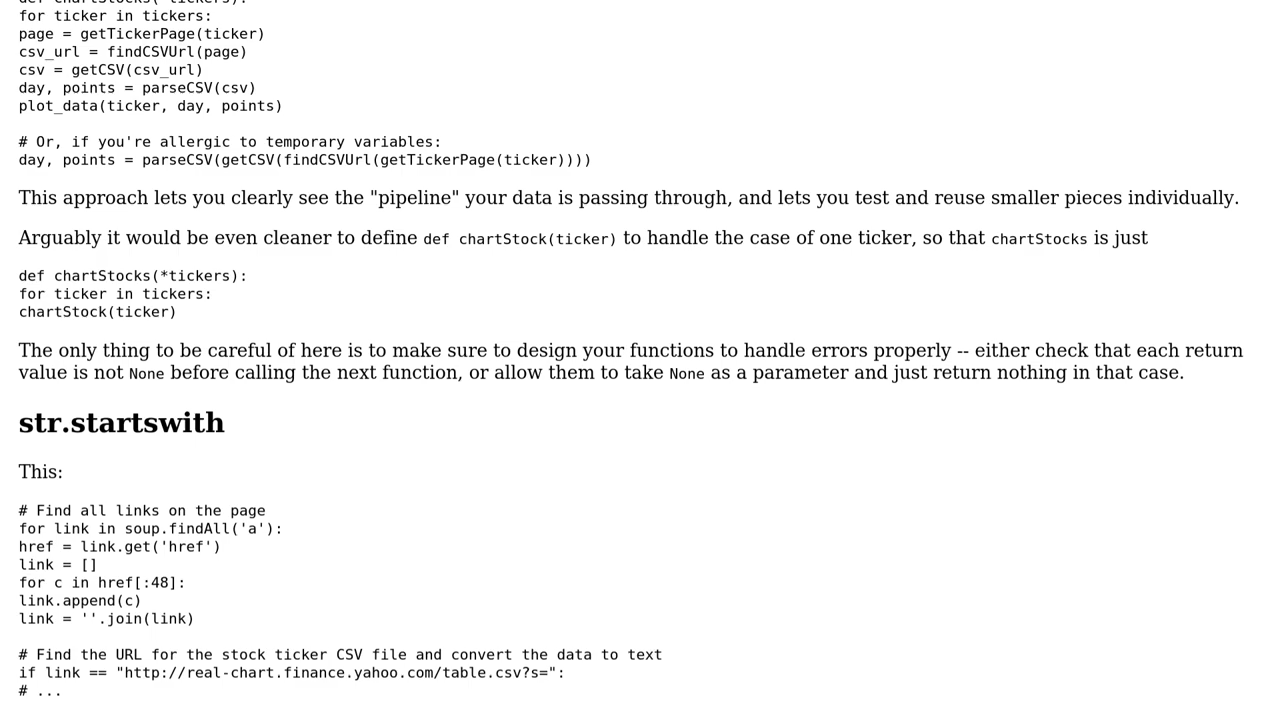 def chartStocks(*tickers):
for ticker in tickers:
page = getTickerPage(ticker)
csv_url = findCSVUrl(page)
csv = getCSV(csv_url)
day, points = parseCSV(csv)
plot_data(ticker, day, points)
# Or, if you're allergic to temporary variables:
day, points = parseCSV(getCSV(findCSVUrl(getTickerPage(ticker))))
This approach lets you clearly see the "pipeline" your data is passing through, and lets you test and reuse smaller pieces individually.
Arguably it would be even cleaner to define def chartStock(ticker) to handle the case of one ticker, so that chartStocks is just
def chartStocks(*tickers):
for ticker in tickers:
chartStock(ticker)
The only thing to be careful of here is to make sure to design your functions to handle errors properly -- either check that each return
value is not None before calling the next function, or allow them to take None as a parameter and just return nothing in that case.
str.startswith
This:
# Find all links on the page
for link in soup.findAll('a'):
href = link.get('href')
link = []
for c in href[:48]:
link.append(c)
link = ''.join(link)
# Find the URL for the stock ticker CSV file and convert the data to text
if link == "http://real-chart.finance.yahoo.com/table.csv?s=":
# ...